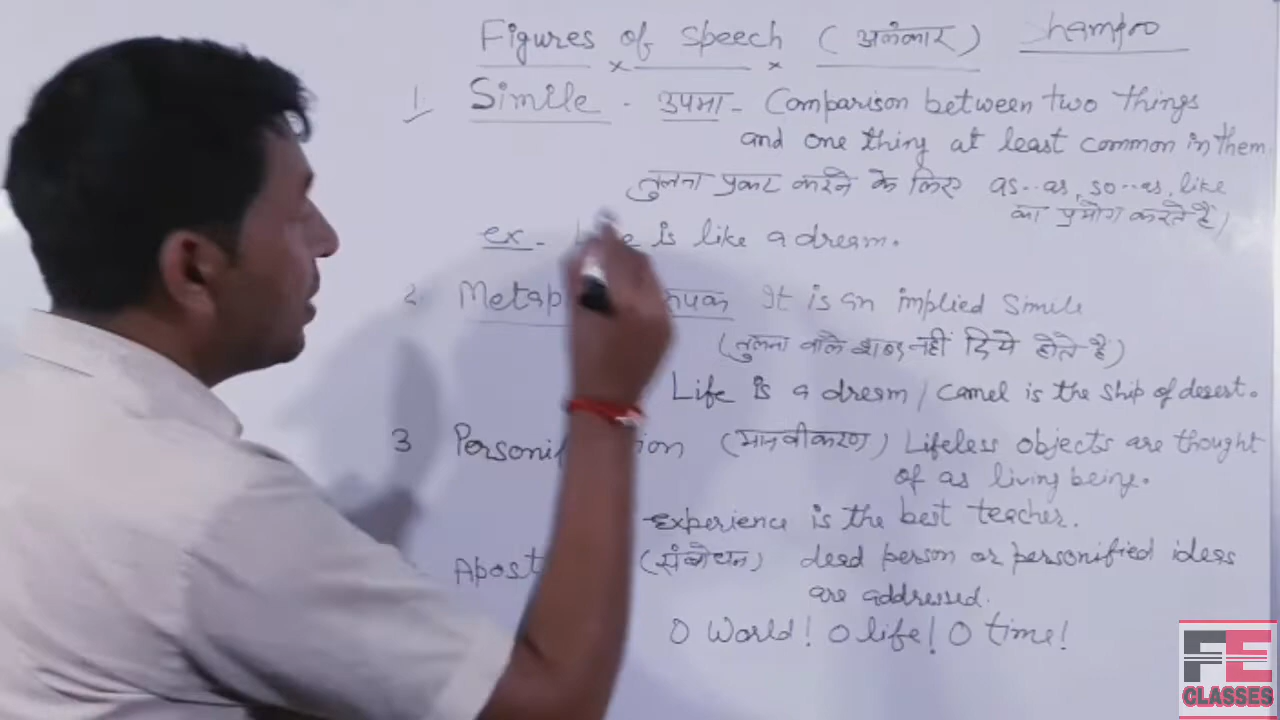 Figures of speech (अलंकार) Shampoo
1. Simile - उपमा - Comparison between two things
and one thing at least common in them.
तुलना प्रकट करने के लिए as..as, so..as, like
का प्रयोग करते हैं।
ex - is like a dream.
2 Metap रूपक It is an implied Simile
(तुलना वाले शब्द नहीं दिये होते हैं)
Life is a dream / Camel is the ship of desert.
3 Personif ion (मानवीकरण) Lifeless objects are thought
of as living being.
Experience is the best teacher.
Apost (संबोधन) dead person or personified ideas
are addressed.
O World! O life! O time!
FE
CLASSES